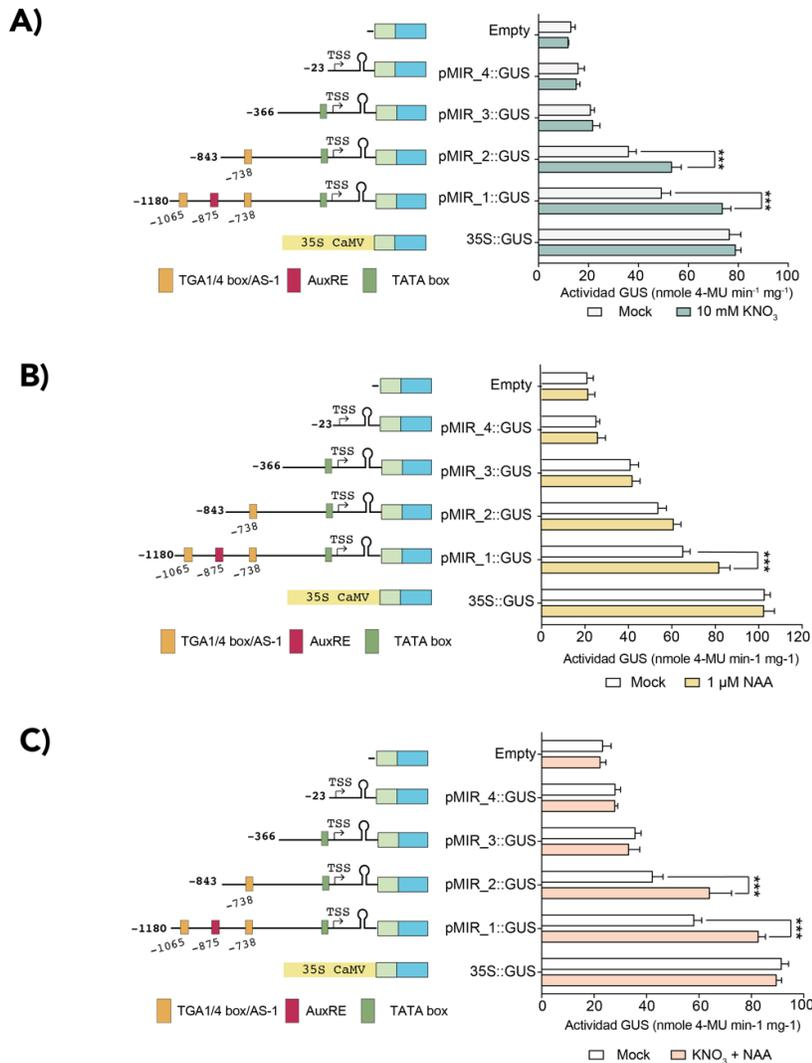 A)
Empty
TSS
-23
pMIR_4::GUS
TSS
-366
pMIR_3::GUS
TSS
-843
pMIR_2::GUS
***
-738
TSS
-1180
pMIR_1::GUS
***
-1065
-875
-738
35S CaMV
35S::GUS
0 20 40 60 80 100
TGA1/4 box/AS-1 AuxRE TATA box
Actividad GUS (nmole 4-MU min⁻¹ mg⁻¹)
Mock 10 mM KNO₃
B)
Empty
TSS
-23
pMIR_4::GUS
TSS
-366
pMIR_3::GUS
TSS
-843
pMIR_2::GUS
-738
TSS
-1180
pMIR_1::GUS
***
-1065
-875
-738
35S CaMV
35S::GUS
0 20 40 60 80 100 120
TGA1/4 box/AS-1 AuxRE TATA box
Actividad GUS (nmole 4-MU min-1 mg-1)
Mock 1 µM NAA
C)
Empty
TSS
-23
pMIR_4::GUS
TSS
-366
pMIR_3::GUS
TSS
-843
pMIR_2::GUS
***
-738
TSS
-1180
pMIR_1::GUS
***
-1065
-875
-738
35S CaMV
35S::GUS
0 20 40 60 80 100
TGA1/4 box/AS-1 AuxRE TATA box
Actividad GUS (nmole 4-MU min-1 mg-1)
Mock KNO₃ + NAA